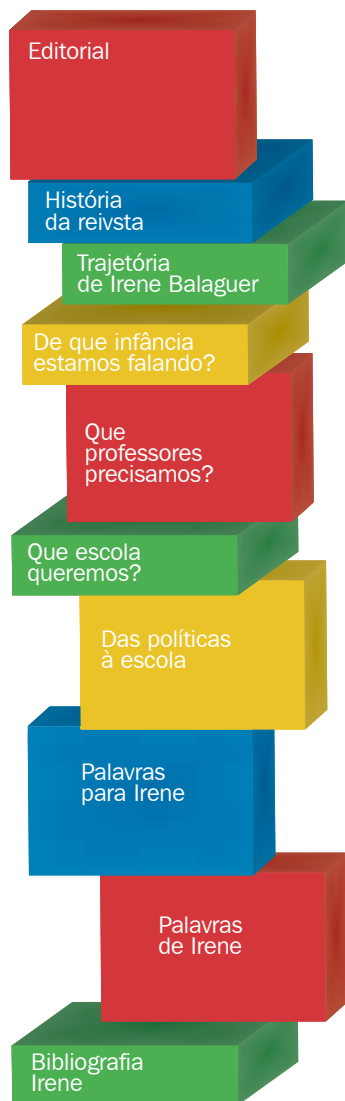 Editorial
História
da reivsta
Trajetória
de Irene Balaguer
De que infância
estamos falando?
Que
professores
precisamos?
Que escola
queremos?
Das políticas
à escola
Palavras
para Irene
Palavras
de Irene
Bibliografia
Irene